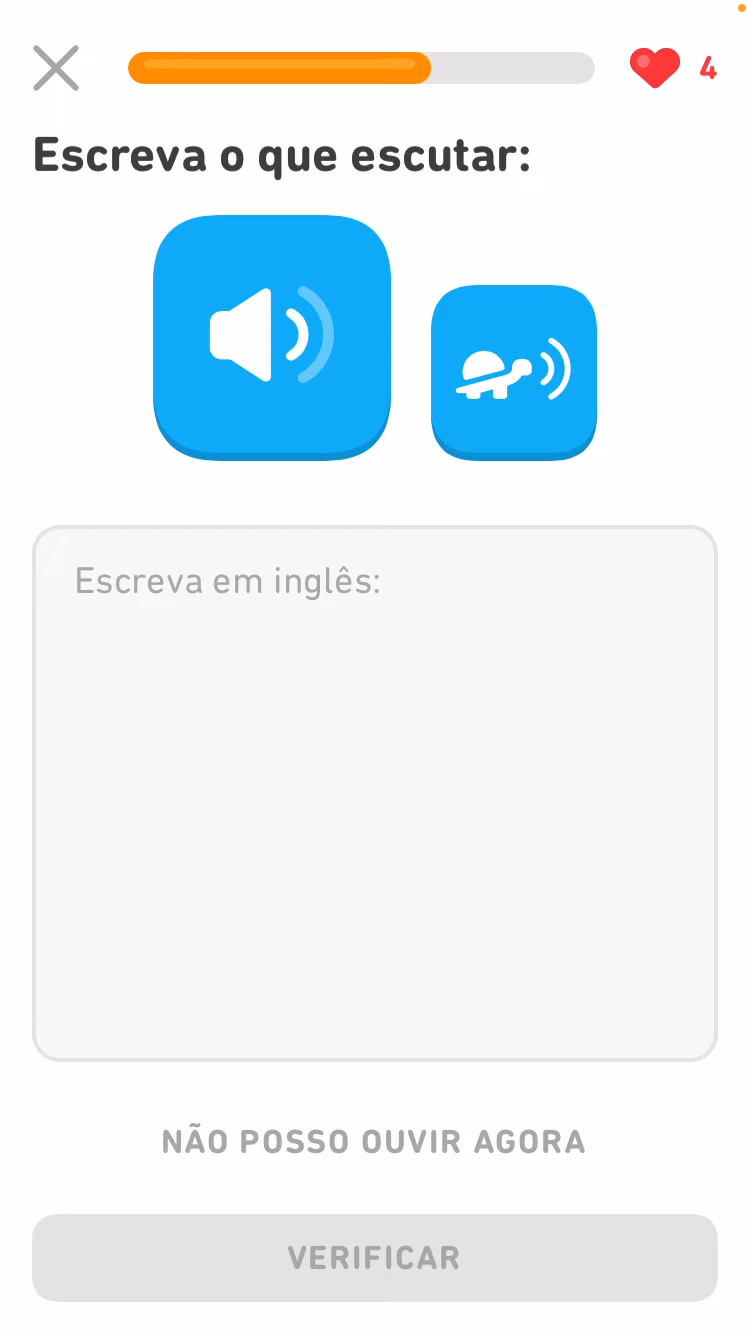 4
Escreva o que escutar:
Escreva em inglês:
NÃO POSSO OUVIR AGORA
VERIFICAR